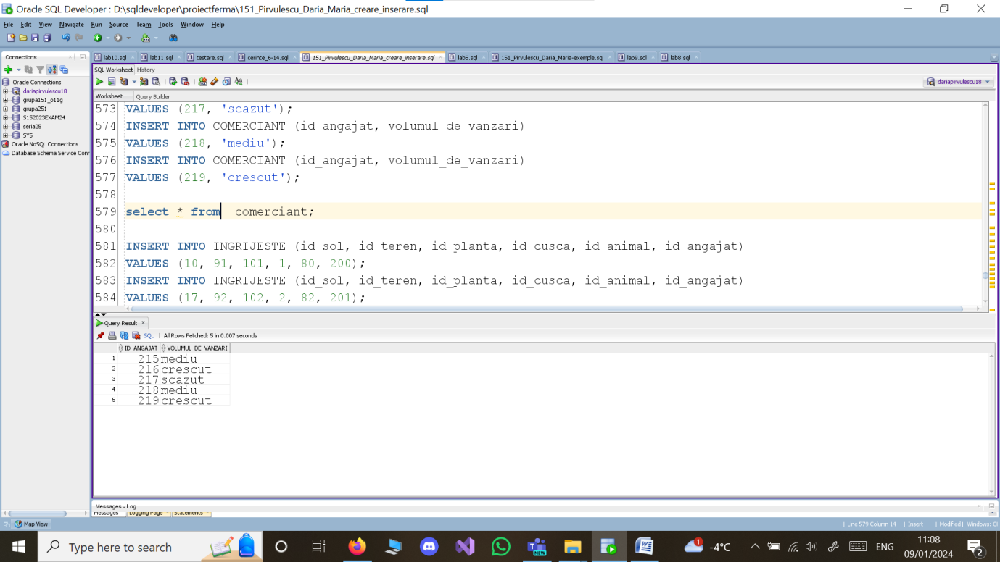 Oracle SQL Developer : D:\sqldeveloper\proiectferma\151_Pirvulescu_Daria_Maria_creare_inserare.sql
File Edit View Navigate Run Source Team Tools Window Help
Connections
Oracle Connections
dariapirvulescu18
grupa151_o11g
grupa251
S152023EXAM24
seria25
SYS
Oracle NoSQL Connections
Database Schema Service Conr
lab10.sql lab11.sql testare.sql cerinte_6-14.sql 151_Pirvulescu_Daria_Maria_creare_inserare.sql lab5.sql 151_Pirvulescu_Daria_Maria-exemple.sql lab9.sql lab8.sql
SQL Worksheet History
dariapirvulescu18
Worksheet Query Builder
573 VALUES (217, 'scazut');
574 INSERT INTO COMERCIANT (id_angajat, volumul_de_vanzari)
575 VALUES (218, 'mediu');
576 INSERT INTO COMERCIANT (id_angajat, volumul_de_vanzari)
577 VALUES (219, 'crescut');
578
579 select * from  comerciant;
580
581 INSERT INTO INGRIJESTE (id_sol, id_teren, id_planta, id_cusca, id_animal, id_angajat)
582 VALUES (10, 91, 101, 1, 80, 200);
583 INSERT INTO INGRIJESTE (id_sol, id_teren, id_planta, id_cusca, id_animal, id_angajat)
584 VALUES (17, 92, 102, 2, 82, 201);
Query Result
SQL | All Rows Fetched: 5 in 0.007 seconds
ID_ANGAJAT VOLUMUL_DE_VANZARI
1 215 mediu
2 216 crescut
3 217 scazut
4 218 mediu
5 219 crescut
Messages - Log
Messages Logging Page Statements
Map View
Line 579 Column 14 | Insert | Modified | Windows: C
Type here to search
NEW
1 -4°C
ENG
11:08
09/01/2024
2